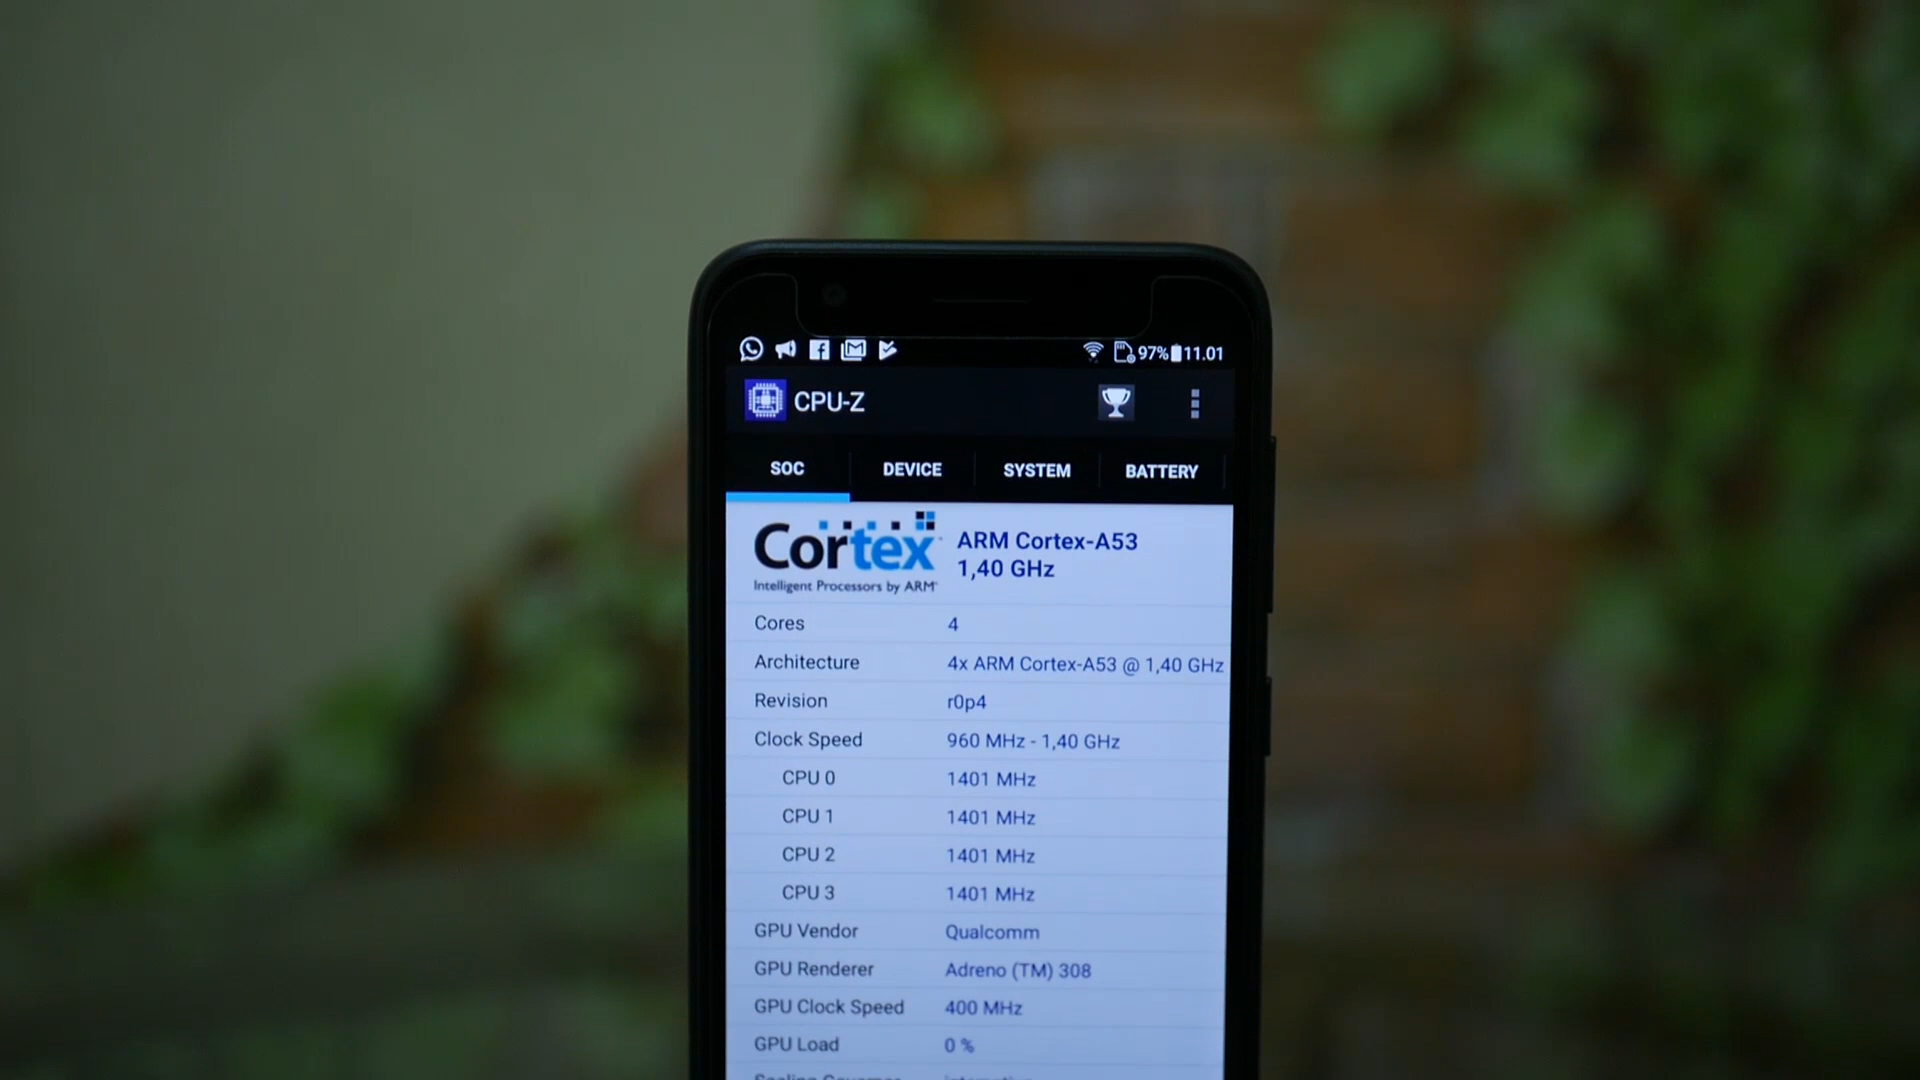 97% 11.01
CPU-Z
SOC DEVICE SYSTEM BATTERY
Cortex ARM Cortex-A53
1,40 GHz
Intelligent Processors by ARM
Cores 4
Architecture 4x ARM Cortex-A53 @ 1,40 GHz
Revision r0p4
Clock Speed 960 MHz - 1,40 GHz
CPU 0 1401 MHz
CPU 1 1401 MHz
CPU 2 1401 MHz
CPU 3 1401 MHz
GPU Vendor Qualcomm
GPU Renderer Adreno (TM) 308
GPU Clock Speed 400 MHz
GPU Load 0 %